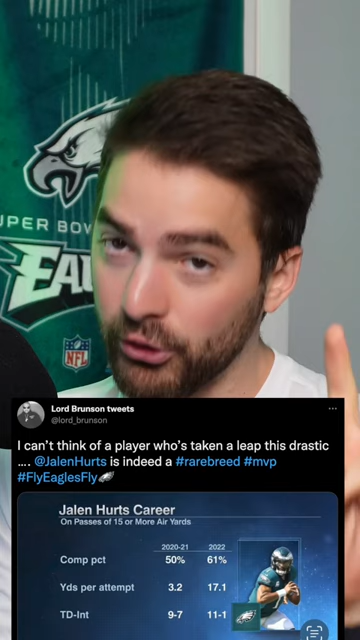 SUPER BOW
EA
NFL
Lord Brunson tweets
@lord_brunson
I can't think of a player who's taken a leap this drastic
.... @JalenHurts is indeed a #rarebreed #mvp
#FlyEaglesFly🦅
Jalen Hurts Career
On Passes of 15 or More Air Yards
2020-21 2022
Comp pct 50% 61%
Yds per attempt 3.2 17.1
TD-Int 9-7 11-1